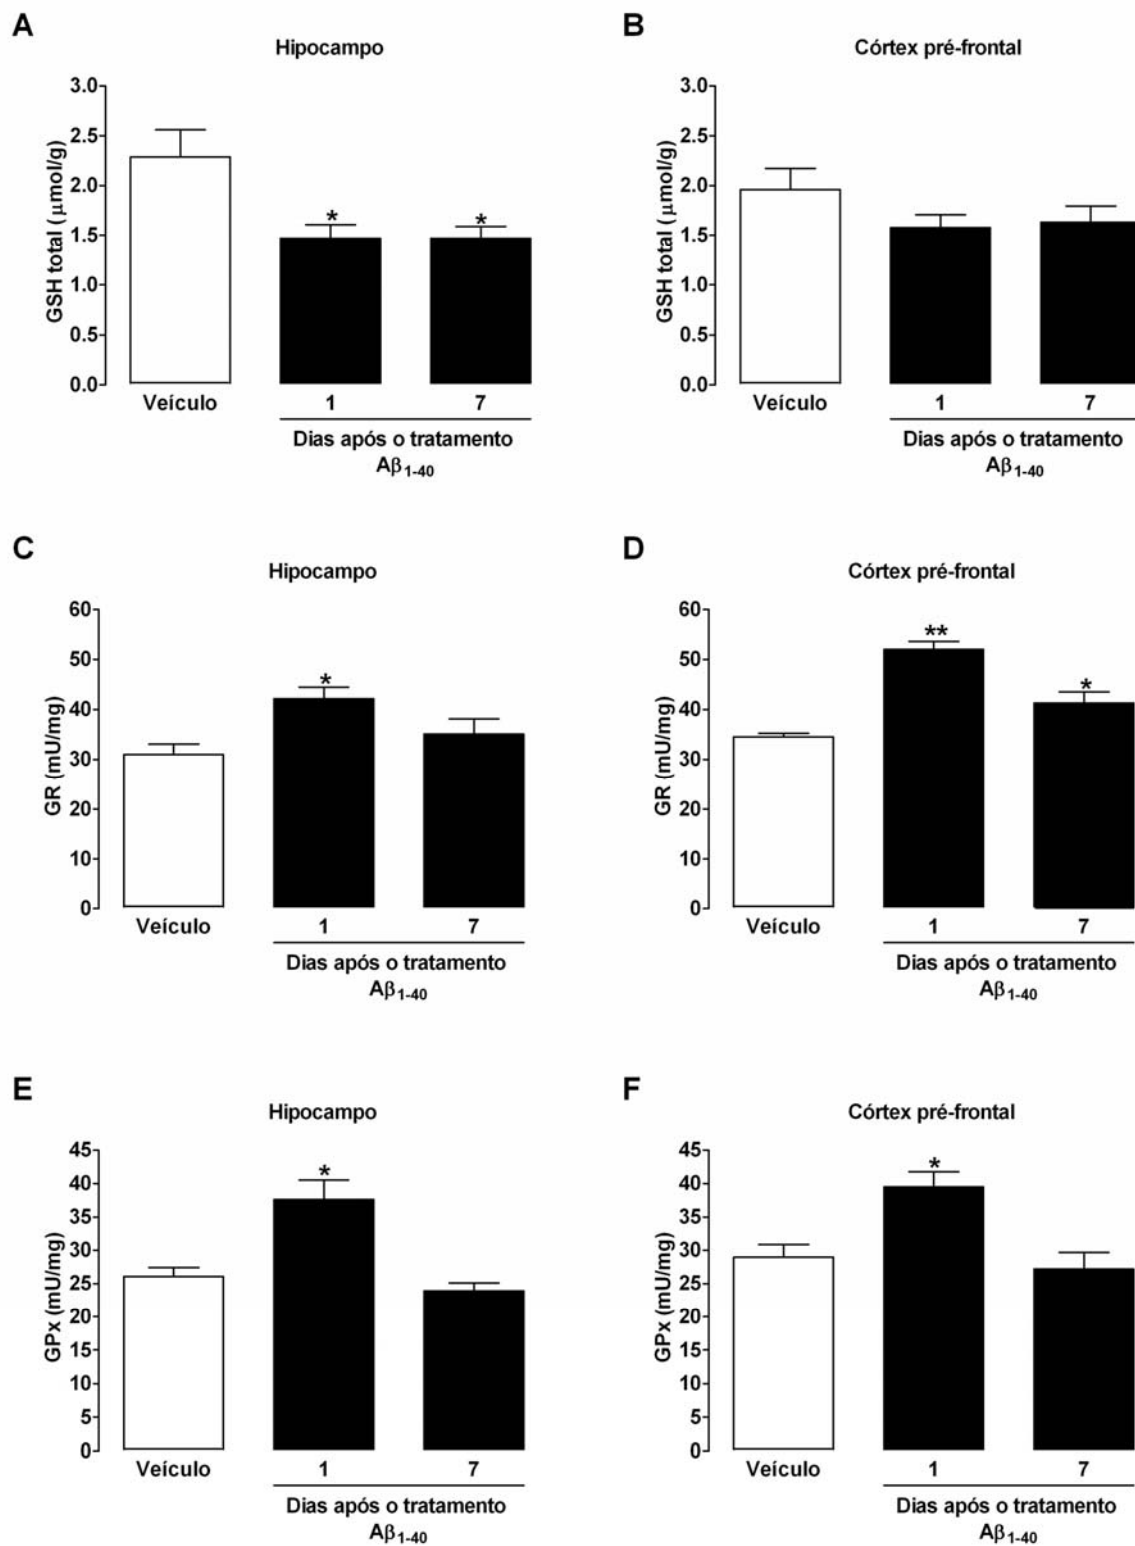 A
Hipocampo
GSH total ( μmol/g)
3.0
2.5
2.0
1.5
1.0
0.5
0.0
*
*
Veículo
1
7
Dias após o tratamento
Aβ1-40
B
Córtex pré-frontal
GSH total ( μmol/g)
3.0
2.5
2.0
1.5
1.0
0.5
0.0
Veículo
1
7
Dias após o tratamento
Aβ1-40
C
Hipocampo
GR (mU/mg)
60
50
40
30
20
10
0
*
Veículo
1
7
Dias após o tratamento
Aβ1-40
D
Córtex pré-frontal
GR (mU/mg)
60
50
40
30
20
10
0
**
*
Veículo
1
7
Dias após o tratamento
Aβ1-40
E
Hipocampo
GPx (mU/mg)
45
40
35
30
25
20
15
10
5
0
*
Veículo
1
7
Dias após o tratamento
Aβ1-40
F
Córtex pré-frontal
GPx (mU/mg)
45
40
35
30
25
20
15
10
5
0
*
Veículo
1
7
Dias após o tratamento
Aβ1-40